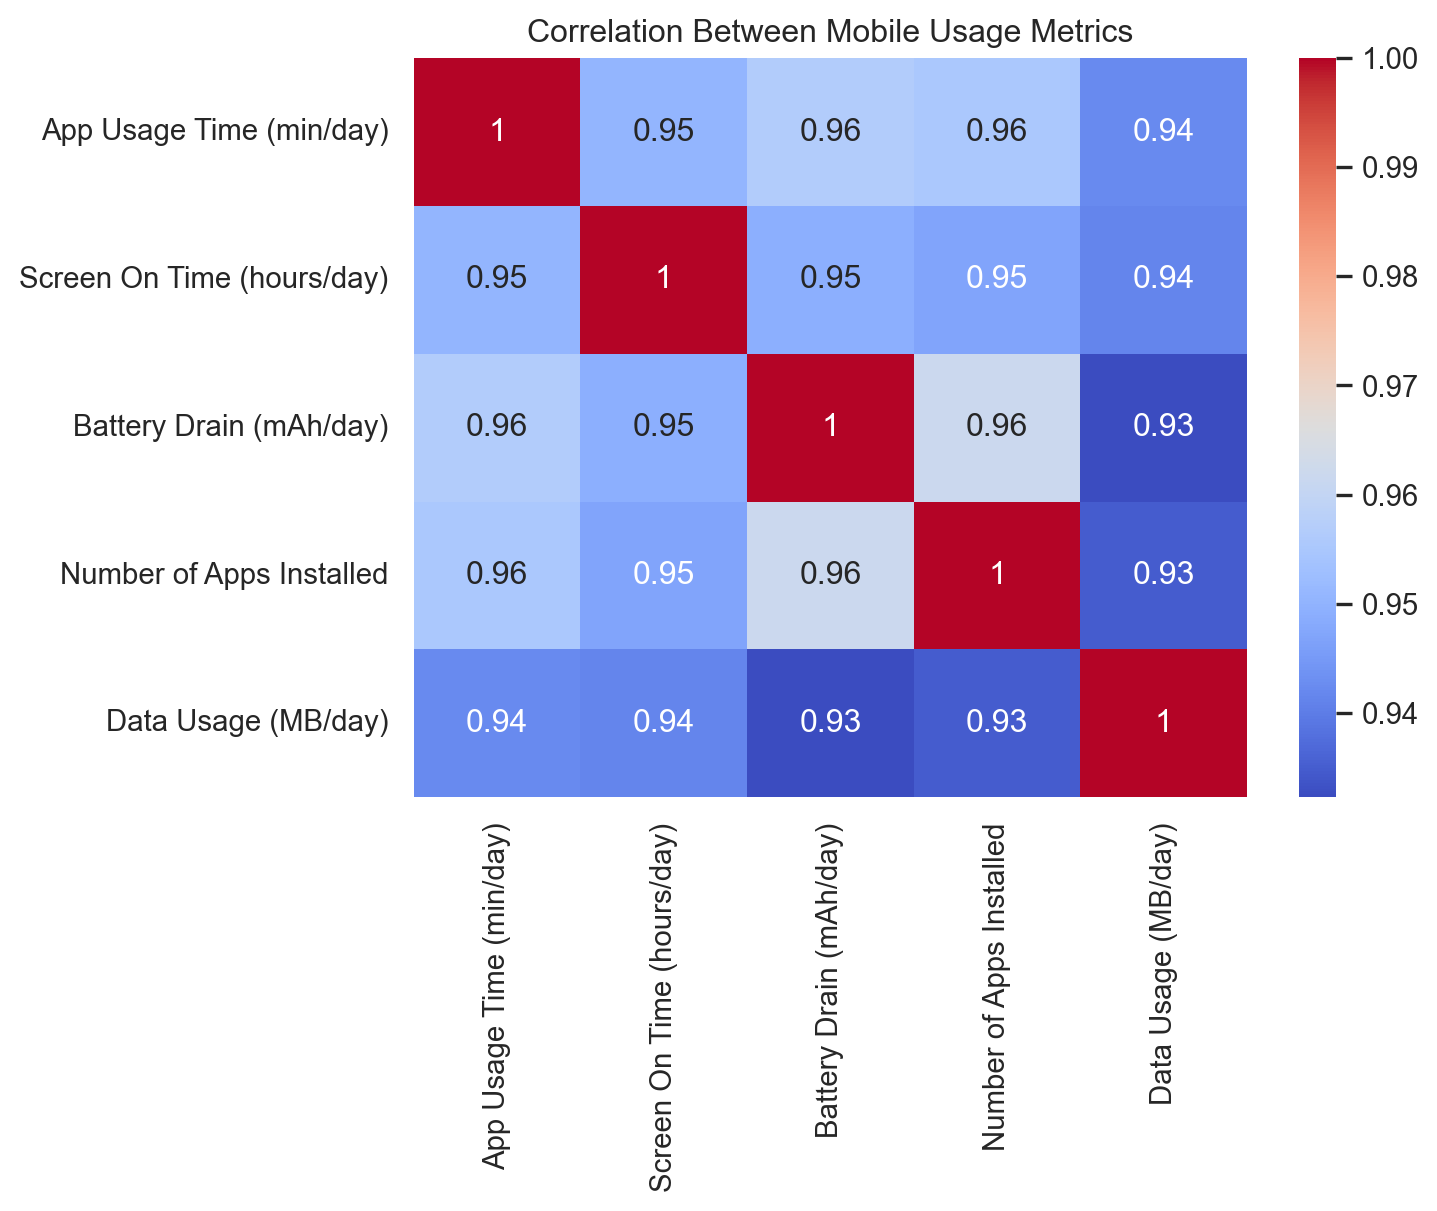 Correlation Between Mobile Usage Metrics
App Usage Time (min/day) 1 0.95 0.96 0.96 0.94
Screen On Time (hours/day) 0.95 1 0.95 0.95 0.94
Battery Drain (mAh/day) 0.96 0.95 1 0.96 0.93
Number of Apps Installed 0.96 0.95 0.96 1 0.93
Data Usage (MB/day) 0.94 0.94 0.93 0.93 1
App Usage Time (min/day)
Screen On Time (hours/day)
Battery Drain (mAh/day)
Number of Apps Installed
Data Usage (MB/day)
1.00
0.99
0.98
0.97
0.96
0.95
0.94